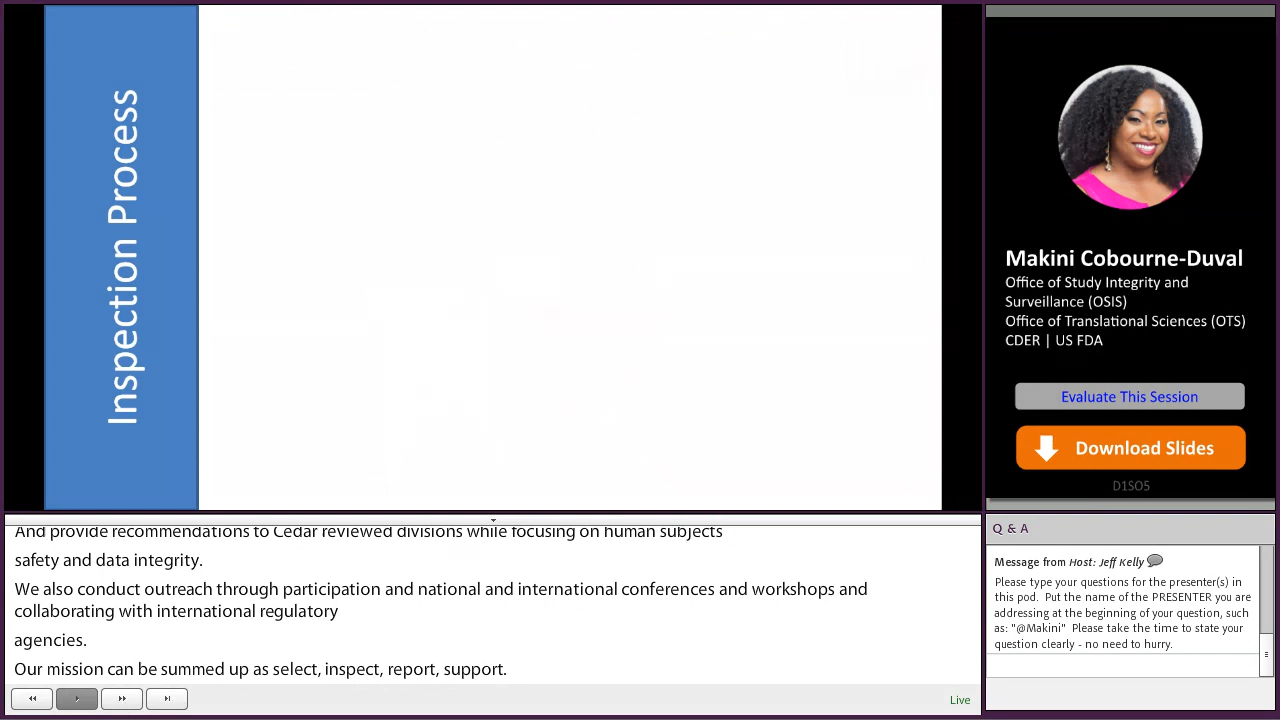 Inspection Process
Makini Cobourne-Duval
Office of Study Integrity and
Surveillance (OSIS)
Office of Translational Sciences (OTS)
CDER | US FDA
Evaluate This Session
Download Slides
D1SO5
And provide recommendations to Cedar reviewed divisions while focusing on human subjects
safety and data integrity.
We also conduct outreach through participation and national and international conferences and workshops and
collaborating with international regulatory
agencies.
Our mission can be summed up as select, inspect, report, support.
Live
Q & A
Message from Host: Jeff Kelly
Please type your questions for the presenter(s) in
this pod. Put the name of the PRESENTER you are
addressing at the beginning of your question, such
as: "@Makini" Please take the time to state your
question clearly - no need to hurry.